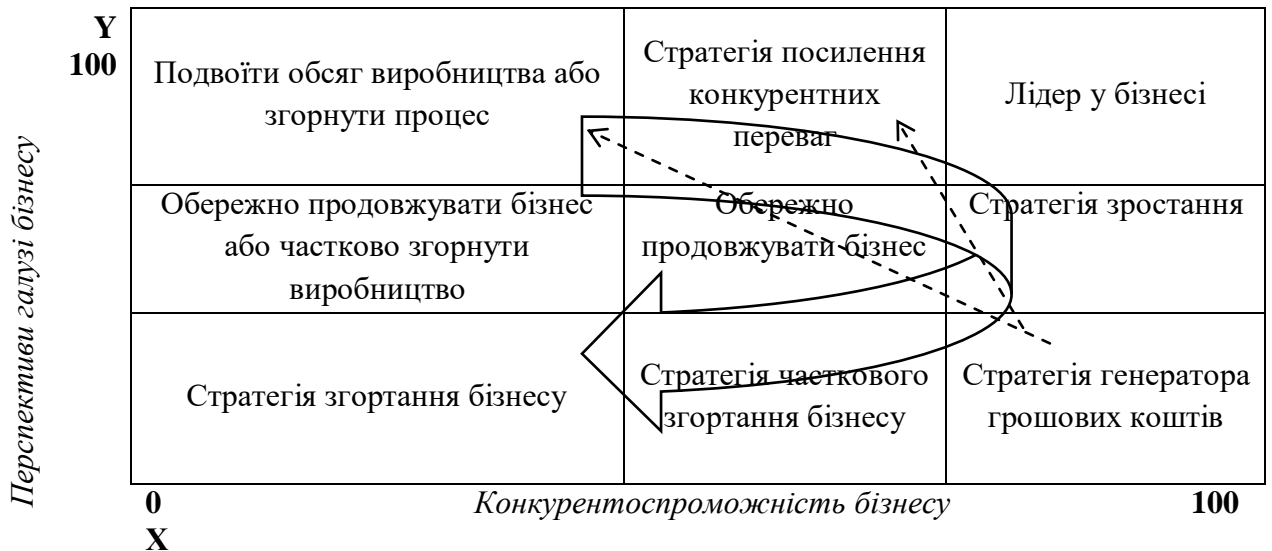 Y
100
Перспективи галузі бізнесу
Подвоїти обсяг виробництва або
згорнути процес
Стратегія посилення
конкурентних
переваг
Лідер у бізнесі
Обережно продовжувати бізнес
або частково згорнути
виробництво
Обережно
продовжувати бізнес
Стратегія зростання
Стратегія згортання бізнесу
Стратегія часткового
згортання бізнесу
Стратегія генератора
грошових коштів
0
Конкурентоспроможність бізнесу
100
X